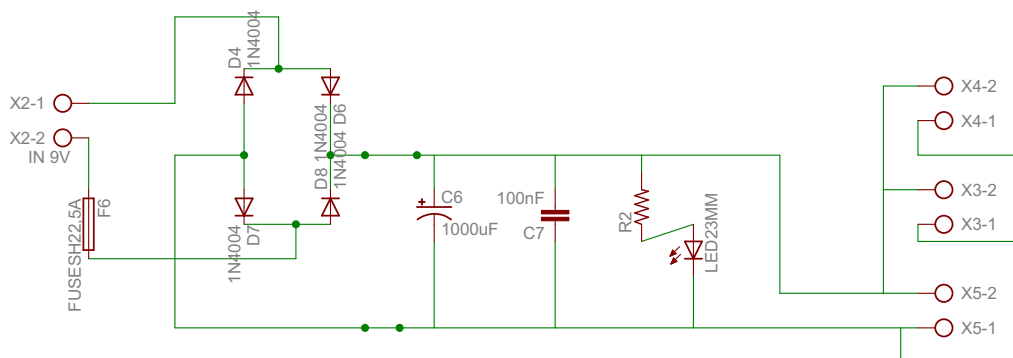 D4
1N4004
X2-1
X2-2
IN 9V
FUSESH22,5A
F6
D8 1N4004
1N4004 D6
1N4004
D7
C6
1000uF
100nF
C7
R2
LED23MM
X4-2
X4-1
X3-2
X3-1
X5-2
X5-1